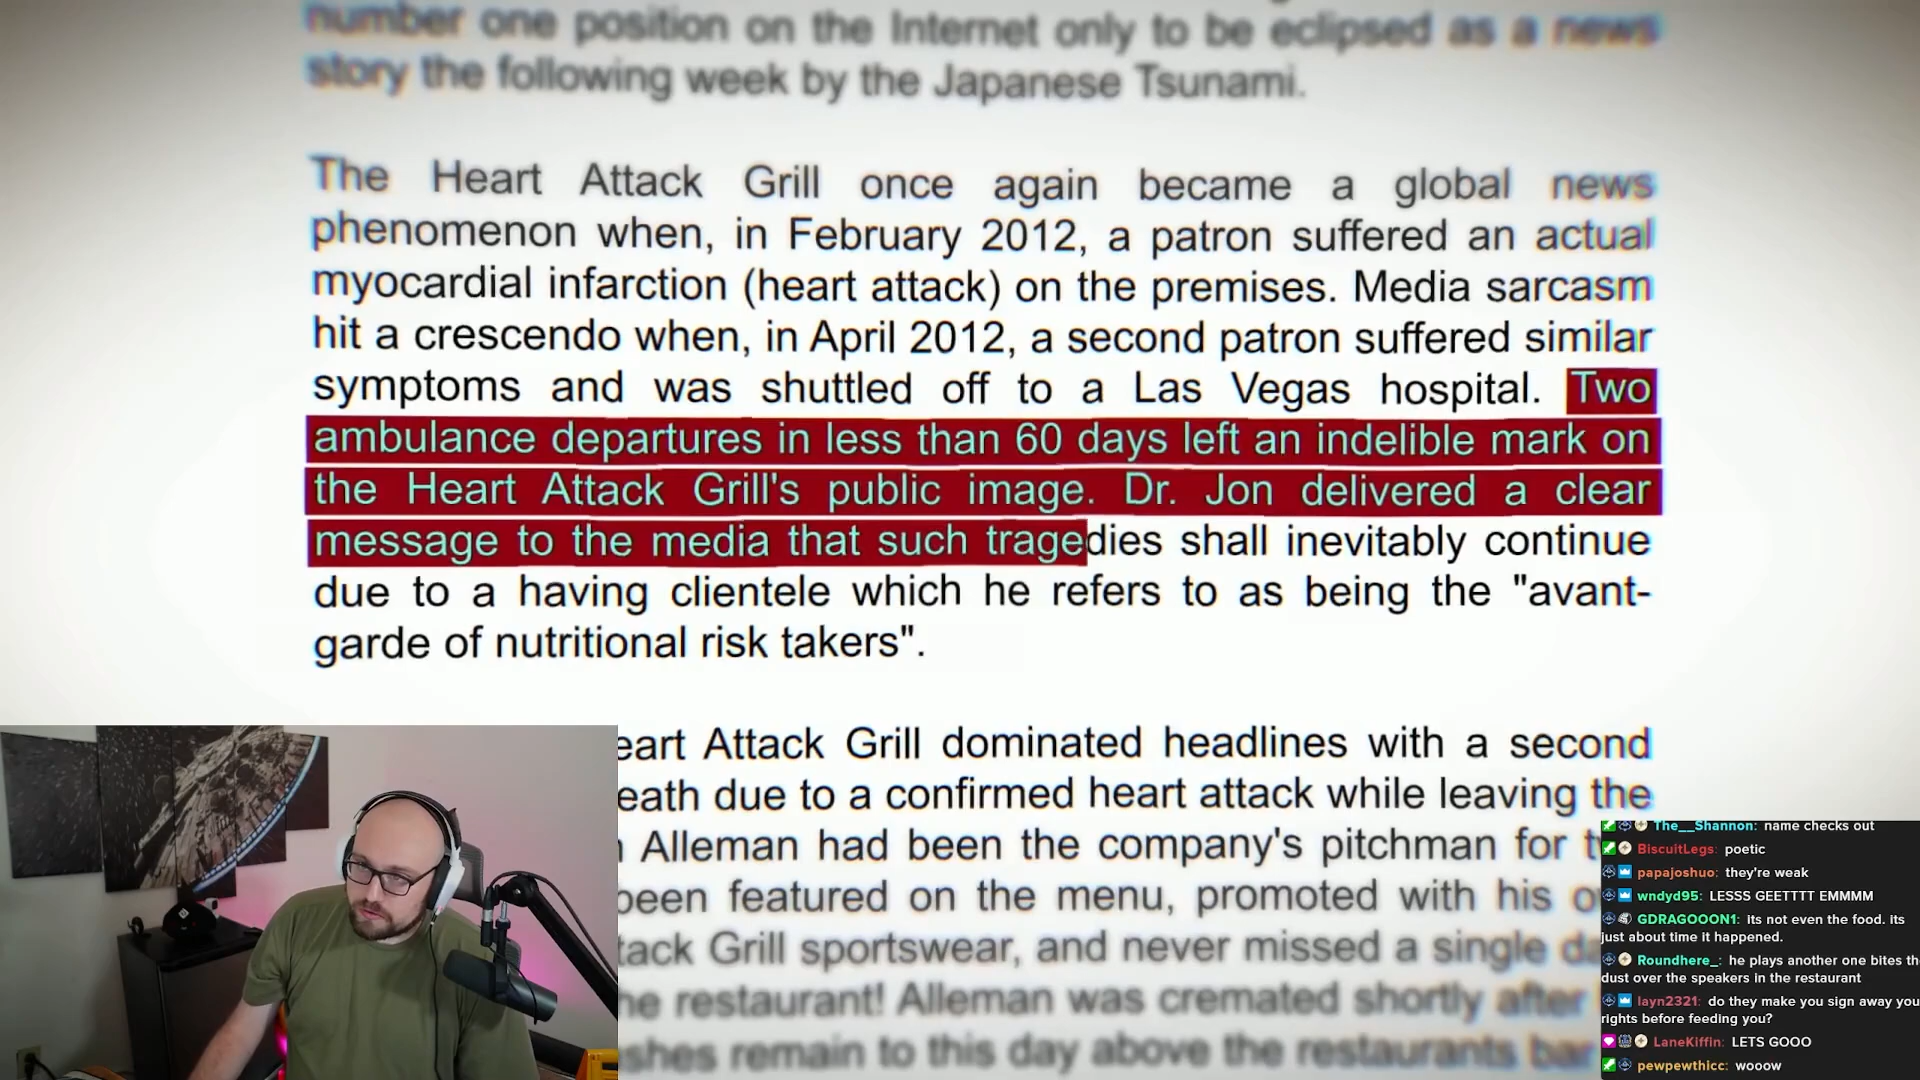 number one position on the Internet only to be eclipsed as a news
story the following week by the Japanese Tsunami.
The Heart Attack Grill once again became a global news
phenomenon when, in February 2012, a patron suffered an actual
myocardial infarction (heart attack) on the premises. Media sarcasm
hit a crescendo when, in April 2012, a second patron suffered similar
symptoms and was shuttled off to a Las Vegas hospital. Two
ambulance departures in less than 60 days left an indelible mark on
the Heart Attack Grill's public image. Dr. Jon delivered a clear
message to the media that such tragedies shall inevitably continue
due to a having clientele which he refers to as being the "avant-
garde of nutritional risk takers".
eart Attack Grill dominated headlines with a second
eath due to a confirmed heart attack while leaving the
Alleman had been the company's pitchman for
been featured on the menu, promoted with his
tack Grill sportswear, and never missed a single
he restaurant! Alleman was cremated shortly after
shes remain to this day above the restaurants bar
The__Shannon: name checks out
BiscuitLegs: poetic
papajoshuo: they're weak
wndyd95: LESSS GEETTTT EMMMM
GDRAGOOON1: its not even the food. its
just about time it happened.
Roundhere_: he plays another one bites the
dust over the speakers in the restaurant
layn2321: do they make you sign away you
rights before feeding you?
LaneKiffin: LETS GOOO
pewpewthicc: wooow